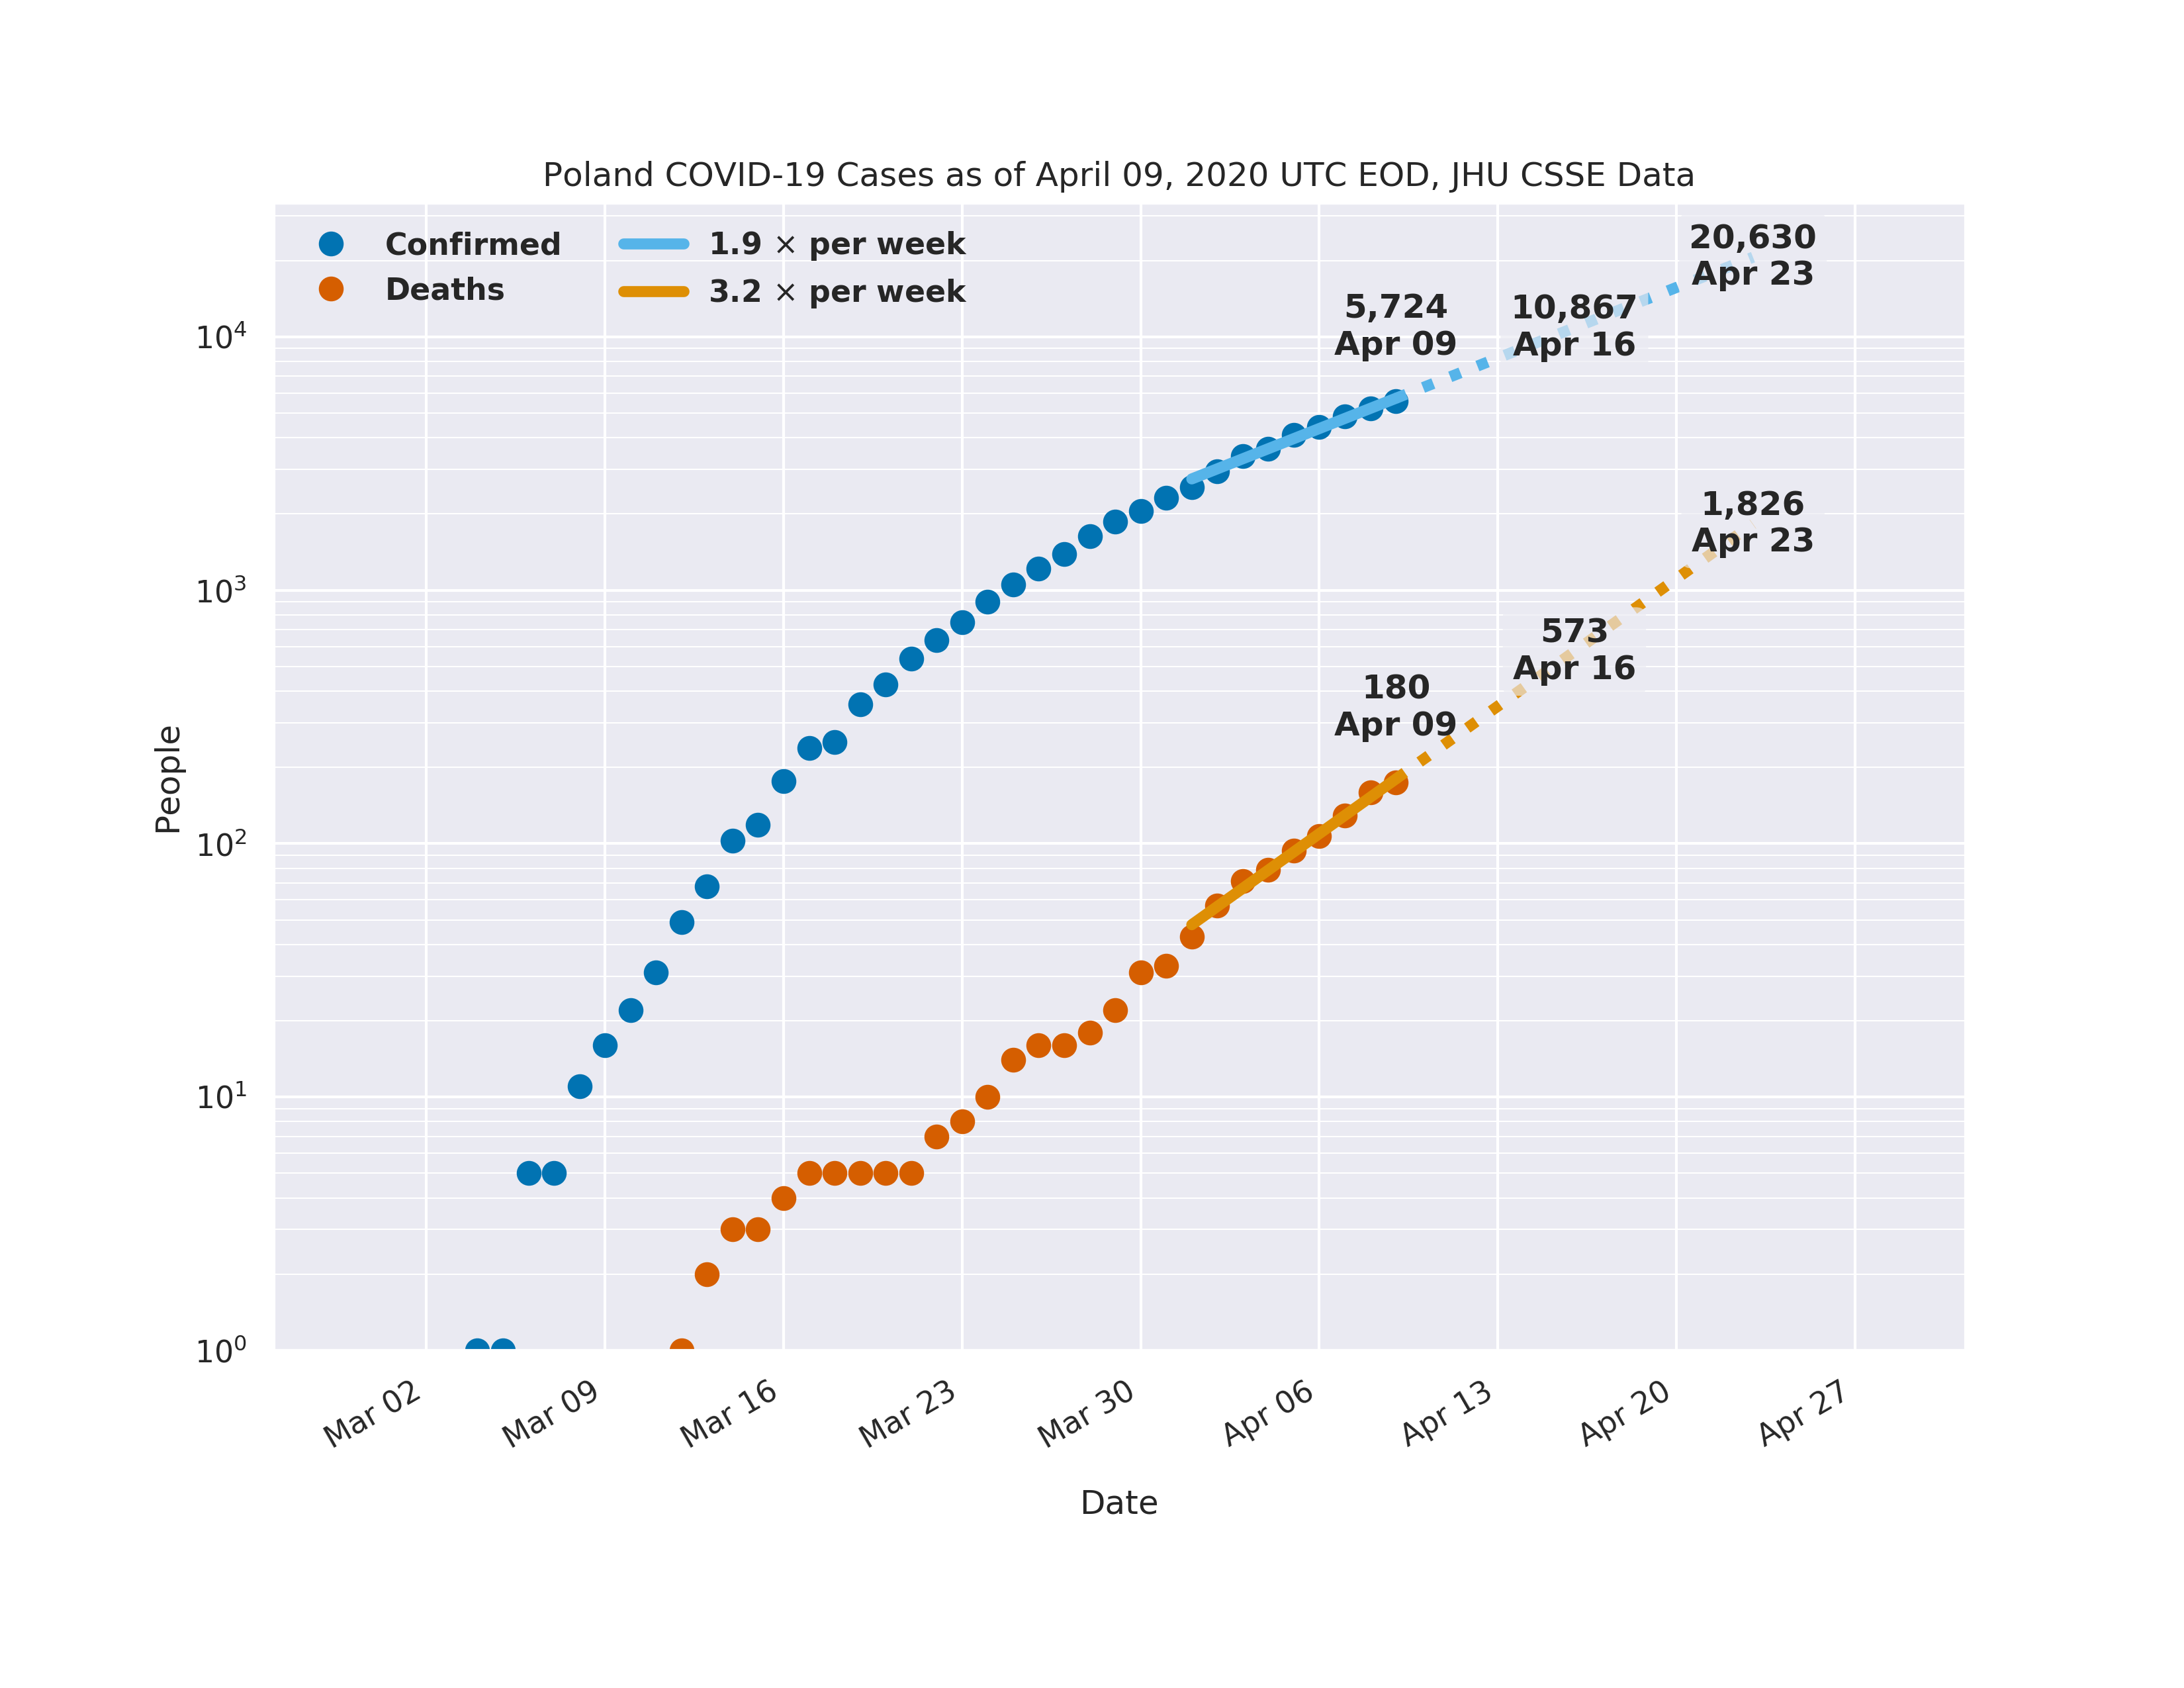 Poland COVID-19 Cases as of April 09, 2020 UTC EOD, JHU CSSE Data
Confirmed
Deaths
1.9 × per week
3.2 × per week
20,630
Apr 23
5,724
Apr 09
10,867
Apr 16
1,826
Apr 23
573
Apr 16
180
Apr 09
People
10⁴
10³
10²
10¹
10⁰
Mar 02
Mar 09
Mar 16
Mar 23
Mar 30
Apr 06
Apr 13
Apr 20
Apr 27
Date